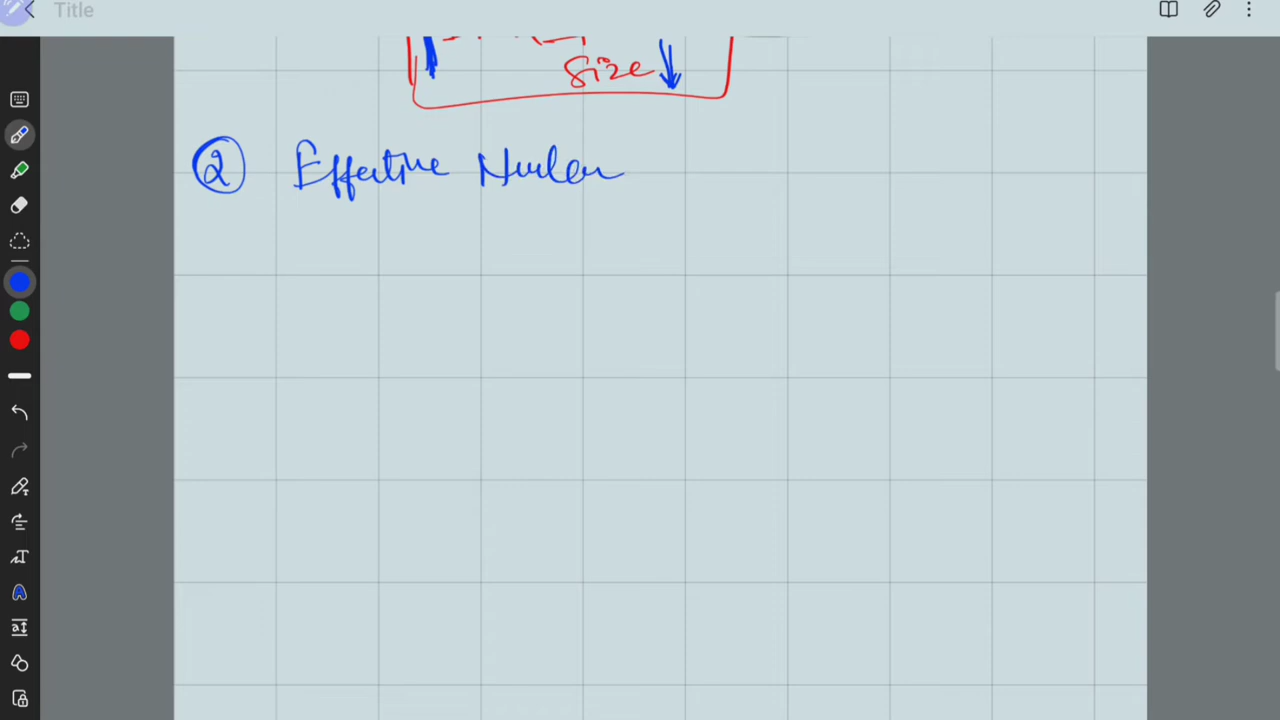 Title
Size ↓
② Effective Nuclear